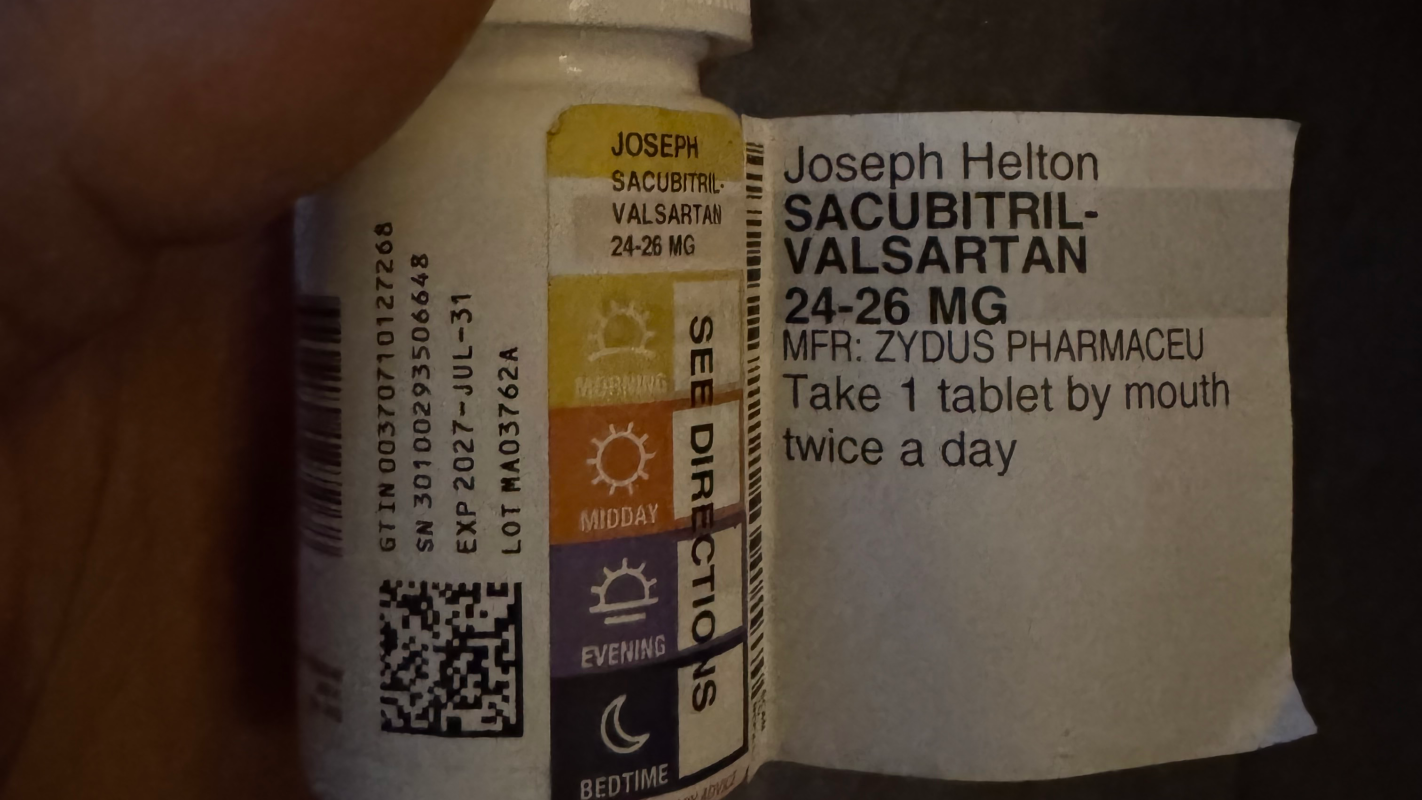 GTIN 00370710127268
SN 30100293506648
EXP 2027-JUL-31
LOT MA03762A
JOSEPH
SACUBITRIL-
VALSARTAN
24-26 MG
MORNING
MIDDAY
EVENING
BEDTIME
SEE DIRECTIONS
ADVICE
Joseph Helton
SACUBITRIL-
VALSARTAN
24-26 MG
MFR: ZYDUS PHARMACEU
Take 1 tablet by mouth
twice a day